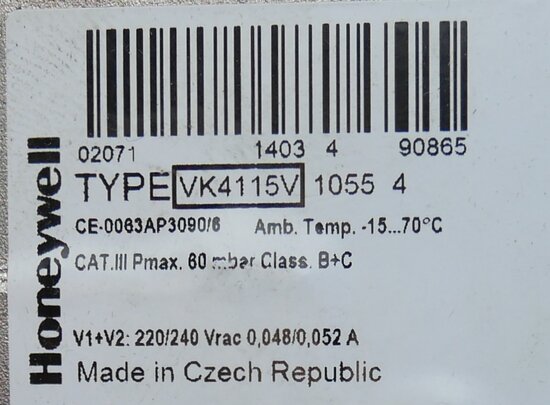 Honeywell
02071 1403 4 90865
TYPE VK4115V 1055 4
CE-0063AP3090/6 Amb. Temp. -15...70°C
CAT.III Pmax. 60 mbar Class. B+C
V1+V2: 220/240 Vrac 0,048/0,052 A
Made in Czech Republic